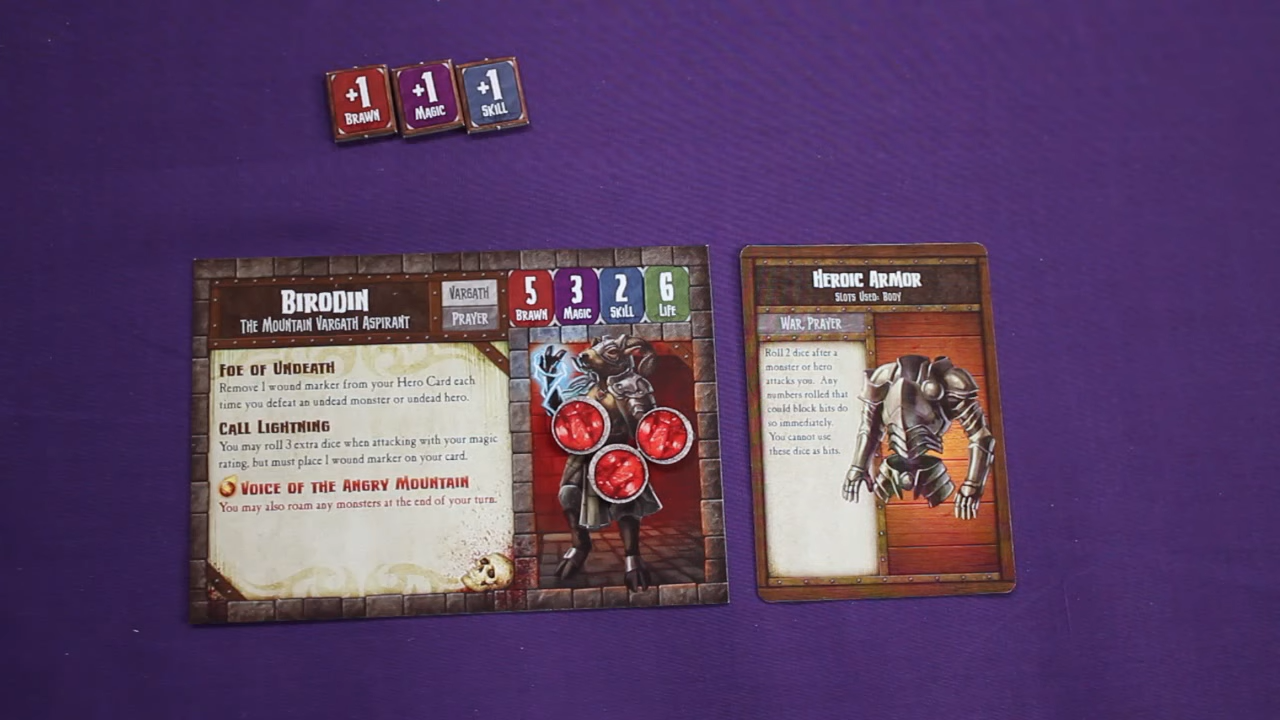 +1
BRAWN
+1
MAGIC
+1
SKILL
BIRODIN
THE MOUNTAIN VARGATH ASPIRANT
VARGATH
PRAYER
5
BRAWN
3
MAGIC
2
SKILL
6
LIFE
FOE OF UNDEATH
Remove 1 wound marker from your Hero Card each
time you defeat an undead monster or undead hero.
CALL LIGHTNING
You may roll 3 extra dice when attacking with your magic
rating, but must place 1 wound marker on your card.
VOICE OF THE ANGRY MOUNTAIN
You may also roam any monsters at the end of your turn.
HEROIC ARMOR
SLOTS USED: BODY
WAR, PRAYER
Roll 2 dice after a
monster or hero
attacks you. Any
numbers rolled that
could block hits do
so immediately.
You cannot use
these dice as hits.